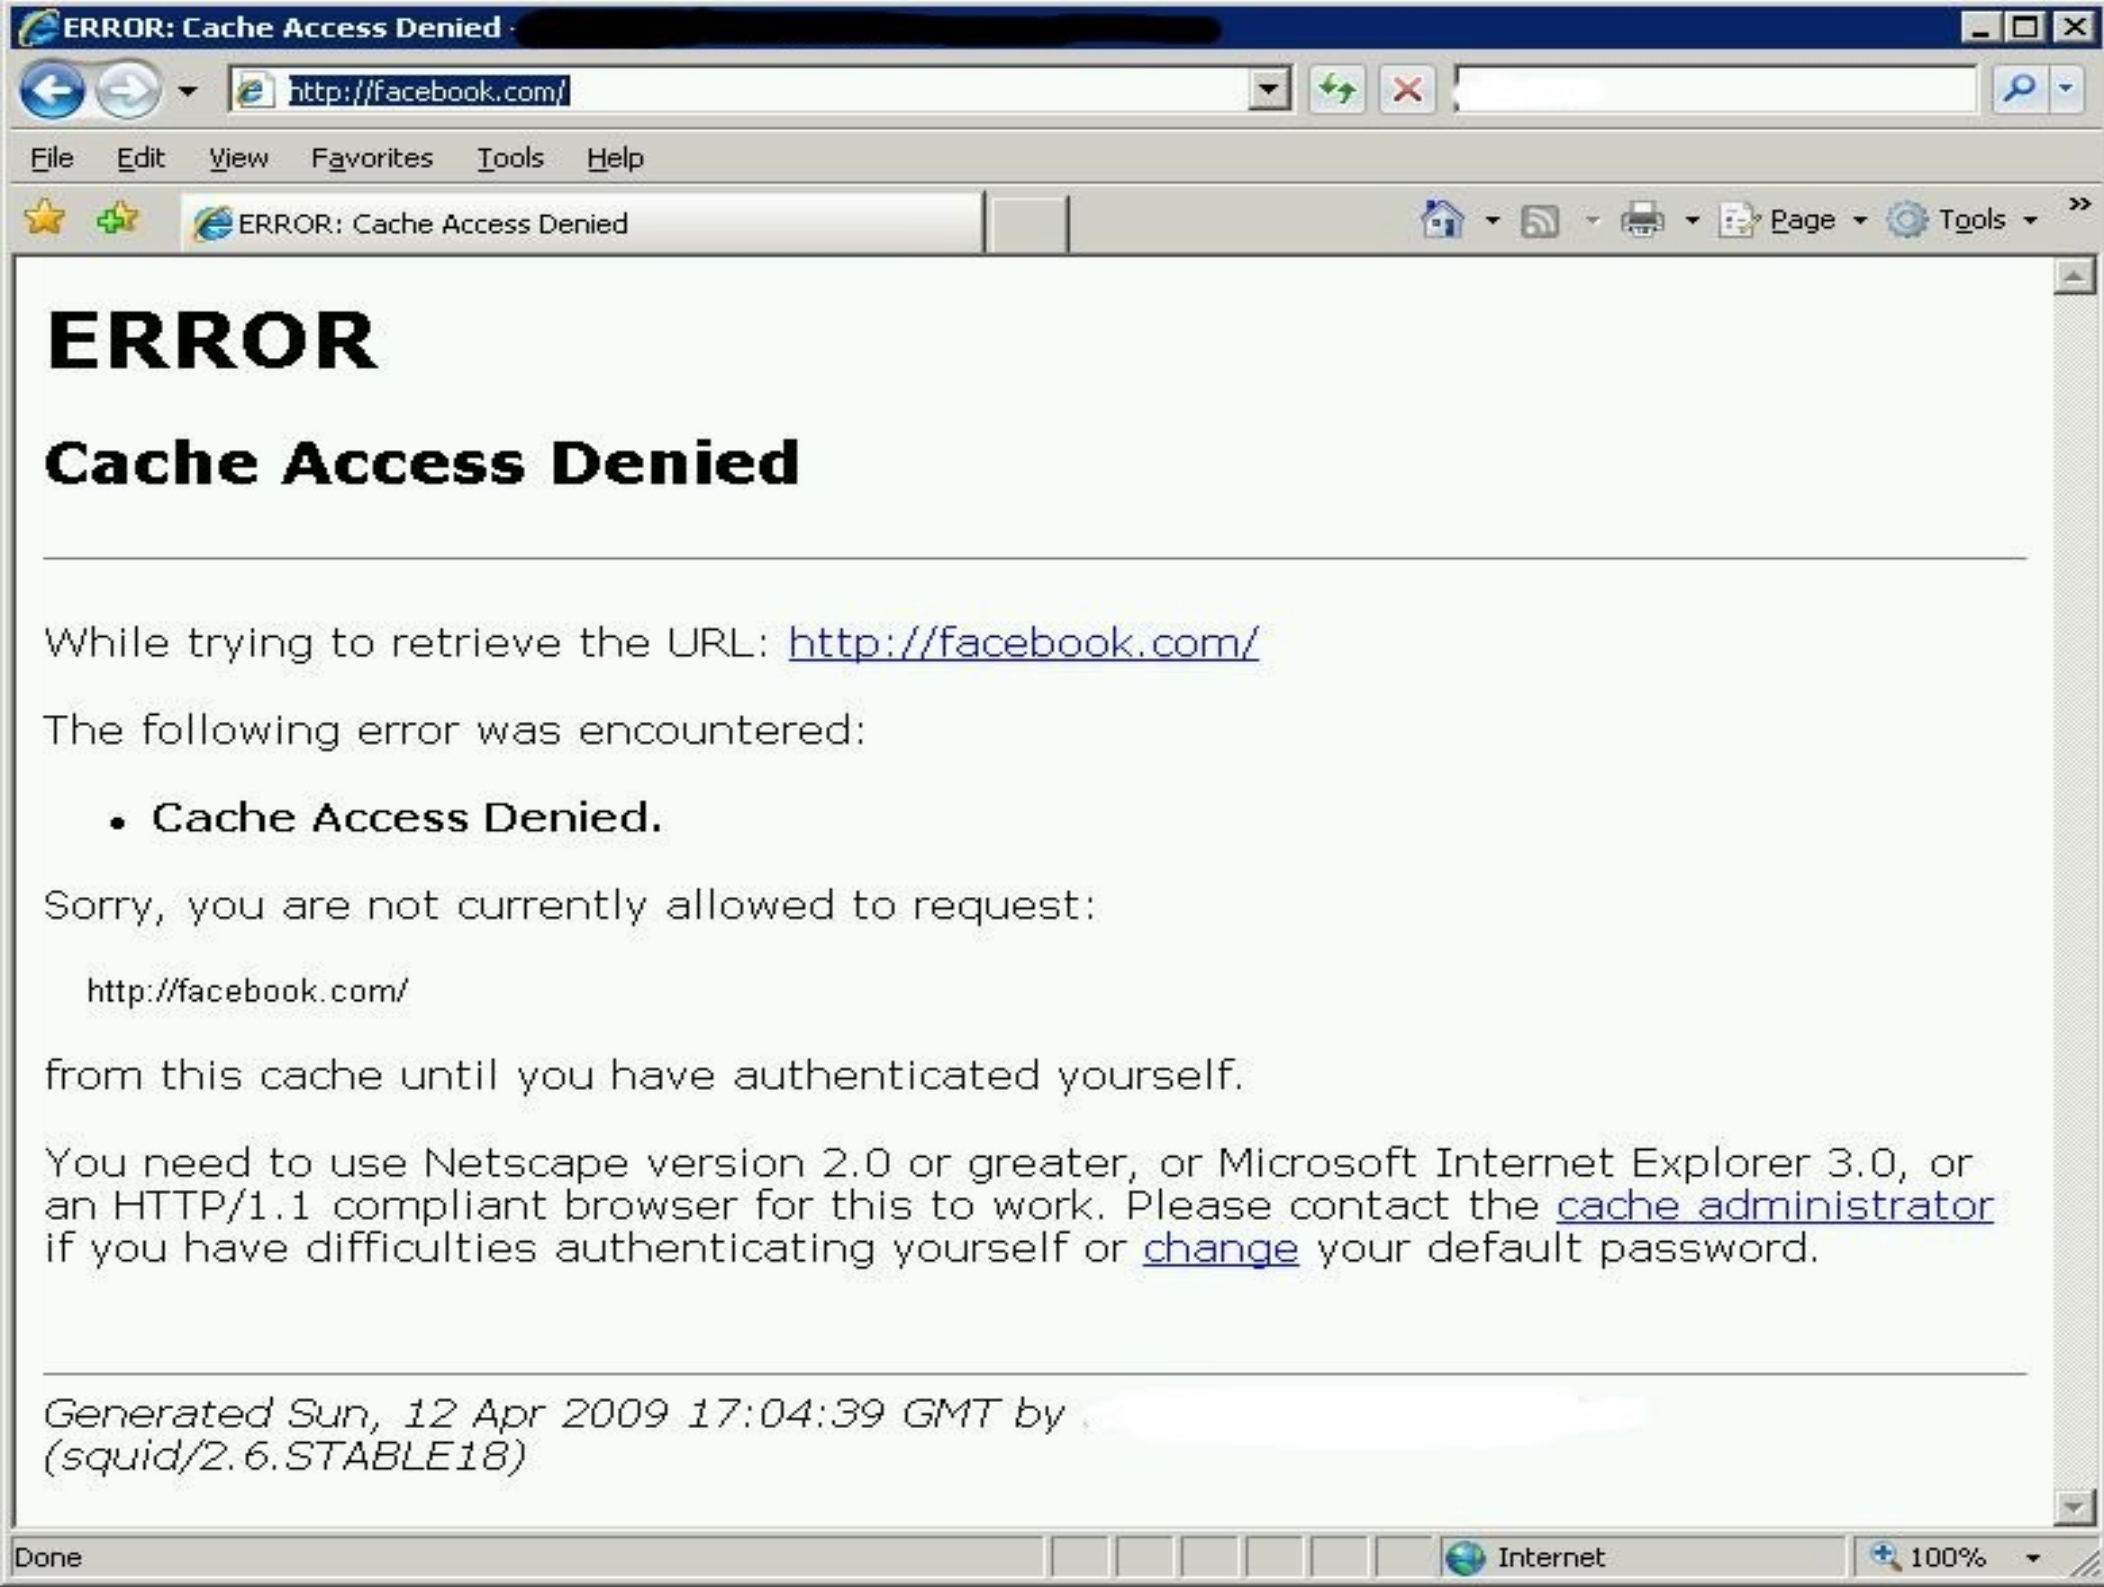 ERROR: Cache Access Denied -
http://facebook.com/
File Edit View Favorites Tools Help
ERROR: Cache Access Denied
Page Tools »
ERROR
Cache Access Denied
While trying to retrieve the URL: http://facebook.com/
The following error was encountered:
• Cache Access Denied.
Sorry, you are not currently allowed to request:
http://facebook.com/
from this cache until you have authenticated yourself.
You need to use Netscape version 2.0 or greater, or Microsoft Internet Explorer 3.0, or
an HTTP/1.1 compliant browser for this to work. Please contact the cache administrator
if you have difficulties authenticating yourself or change your default password.
Generated Sun, 12 Apr 2009 17:04:39 GMT by
(squid/2.6.STABLE18)
Done Internet 100%